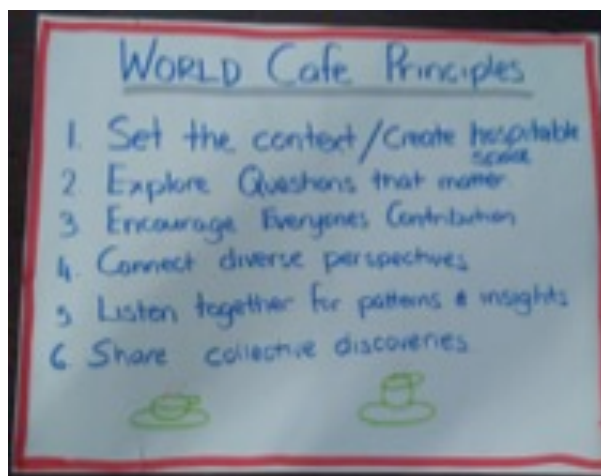 WORLD Cafe Principles
1. Set the context/Create hospitable
space
2 Explore Questions that matter
3 Encourage Everyones Contribution
4. Connect diverse perspectives
5 Listen together for patterns & insights
6 Share collective discoveries